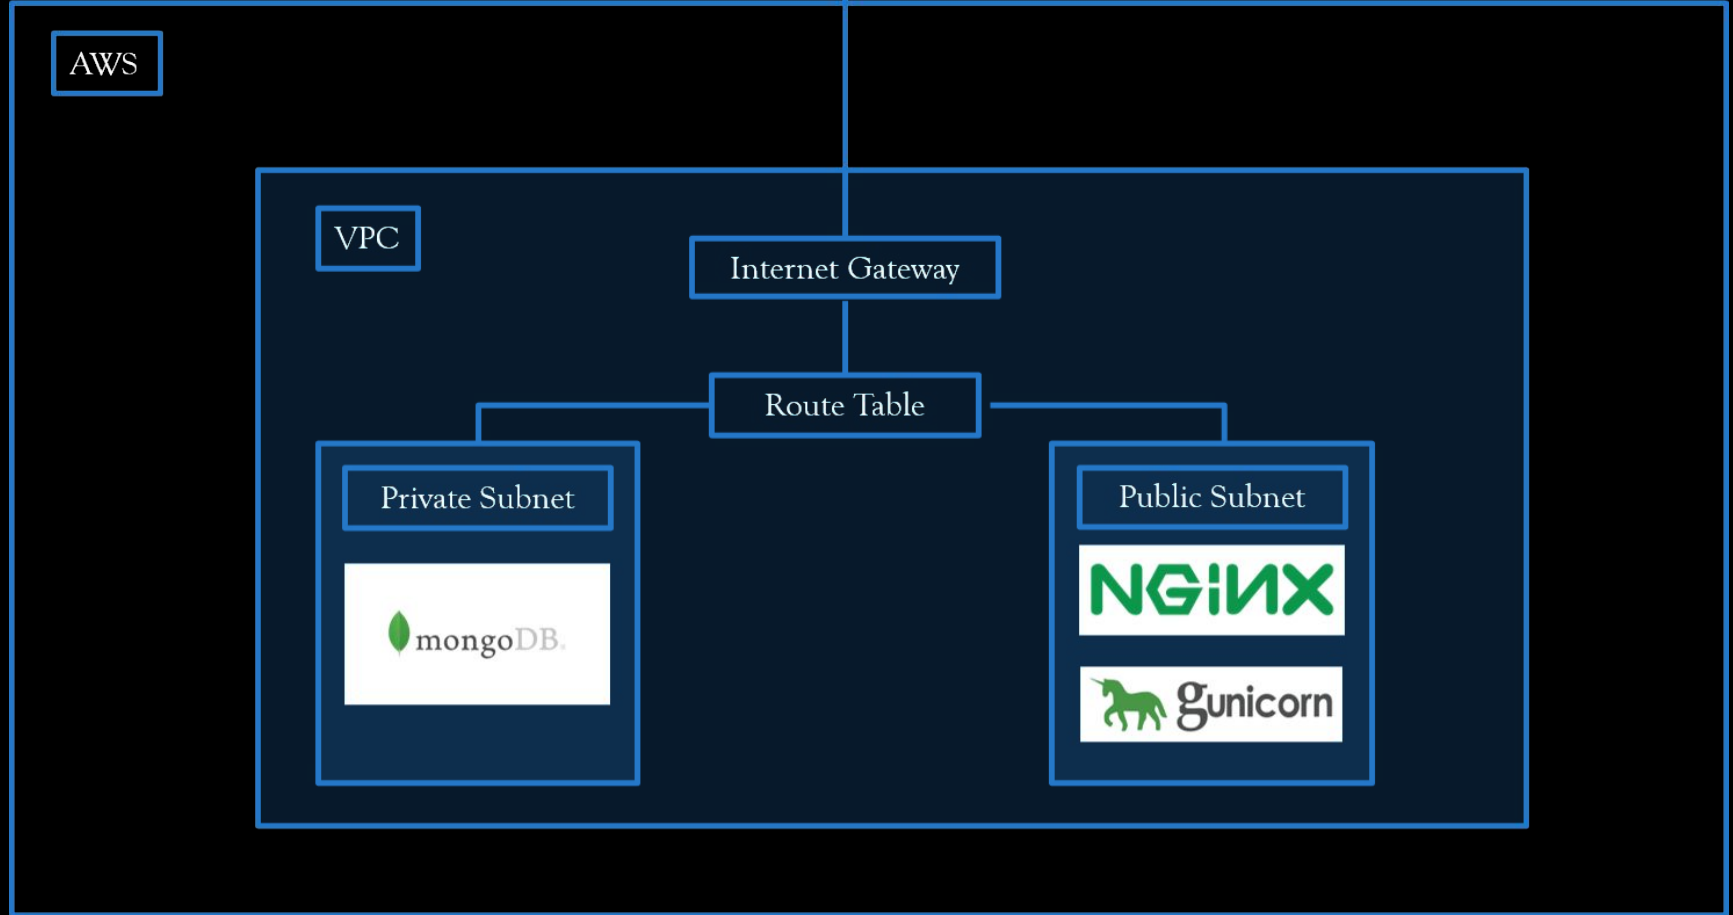 AWS
VPC
Internet Gateway
Route Table
Private Subnet
Public Subnet
mongoDB.
NGiNX
gunicorn